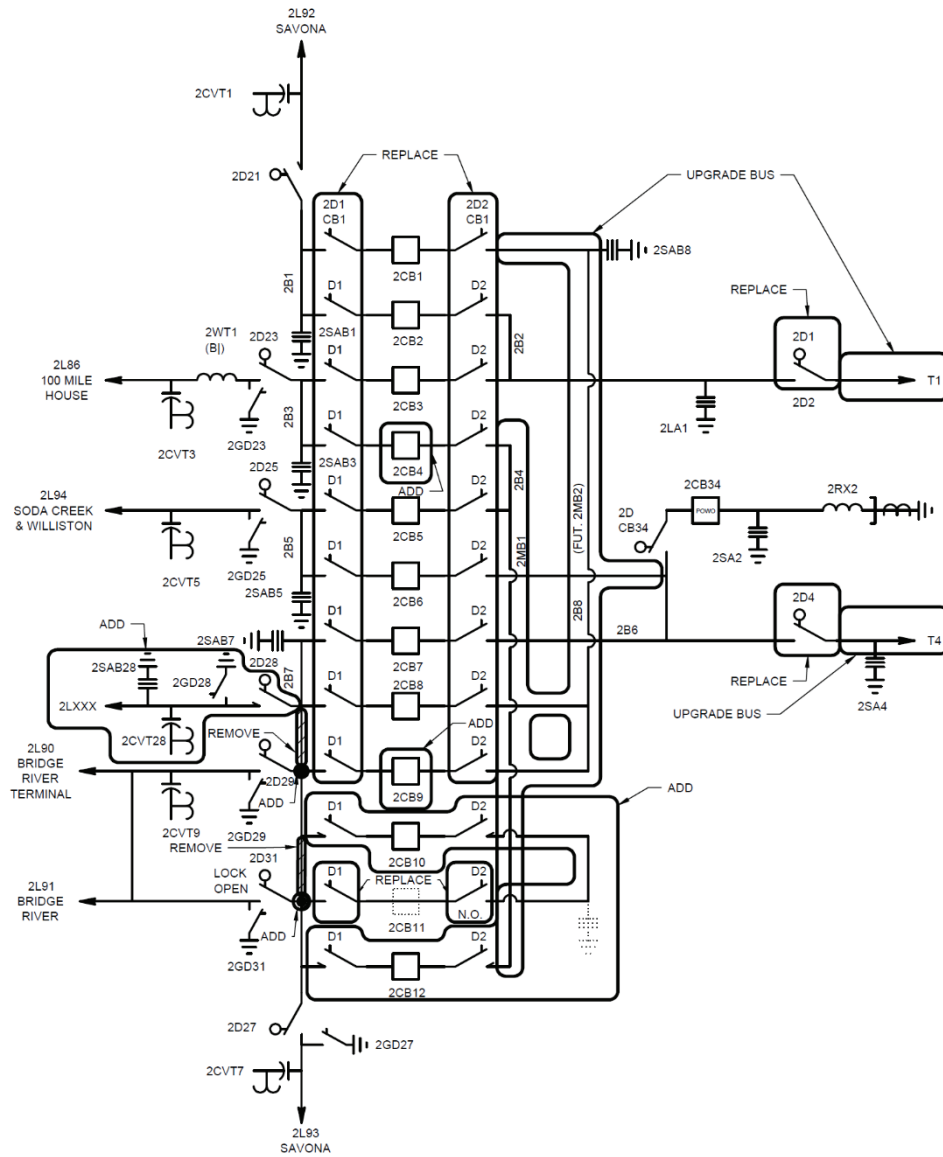 2L92
SAVONA
2CVT1
REPLACE
2D21
UPGRADE BUS
2D1
CB1
2D2
CB1
2CB1
2SAB8
2B1
REPLACE
D1
D2
2WT1
(B|)
2D23
2SAB1
2CB2
2B2
2D1
2L86
100 MILE
HOUSE
D1
D2
2CB3
T1
2D2
2B3
2CVT3
2GD23
2LA1
D1
D2
2D25
2SAB3
2CB4
ADD
2B4
2L94
SODA CREEK
& WILLISTON
D1
D2
2CB5
2MB1
(FUT. 2MB2)
2D
CB34
2CB34
POWO
2RX2
2SA2
2B5
2CVT5
2GD25
2SAB5
D1
D2
2CB6
2D4
ADD
2SAB7
D1
D2
2CB7
2B8
2B6
T4
2SAB28
2GD28
2D28
2B7
D1
D2
2CB8
REPLACE
2SA4
2LXXX
UPGRADE BUS
2CVT28
REMOVE
ADD
2L90
BRIDGE
RIVER
TERMINAL
D1
D2
2D29
2CB9
ADD
ADD
2CVT9
2GD29
D1
D2
REMOVE
2CB10
2D31
LOCK
OPEN
D1
REPLACE
D2
2L91
BRIDGE
RIVER
N.O.
2CB11
ADD
2GD31
D1
D2
2CB12
2D27
2GD27
2CVT7
2L93
SAVONA